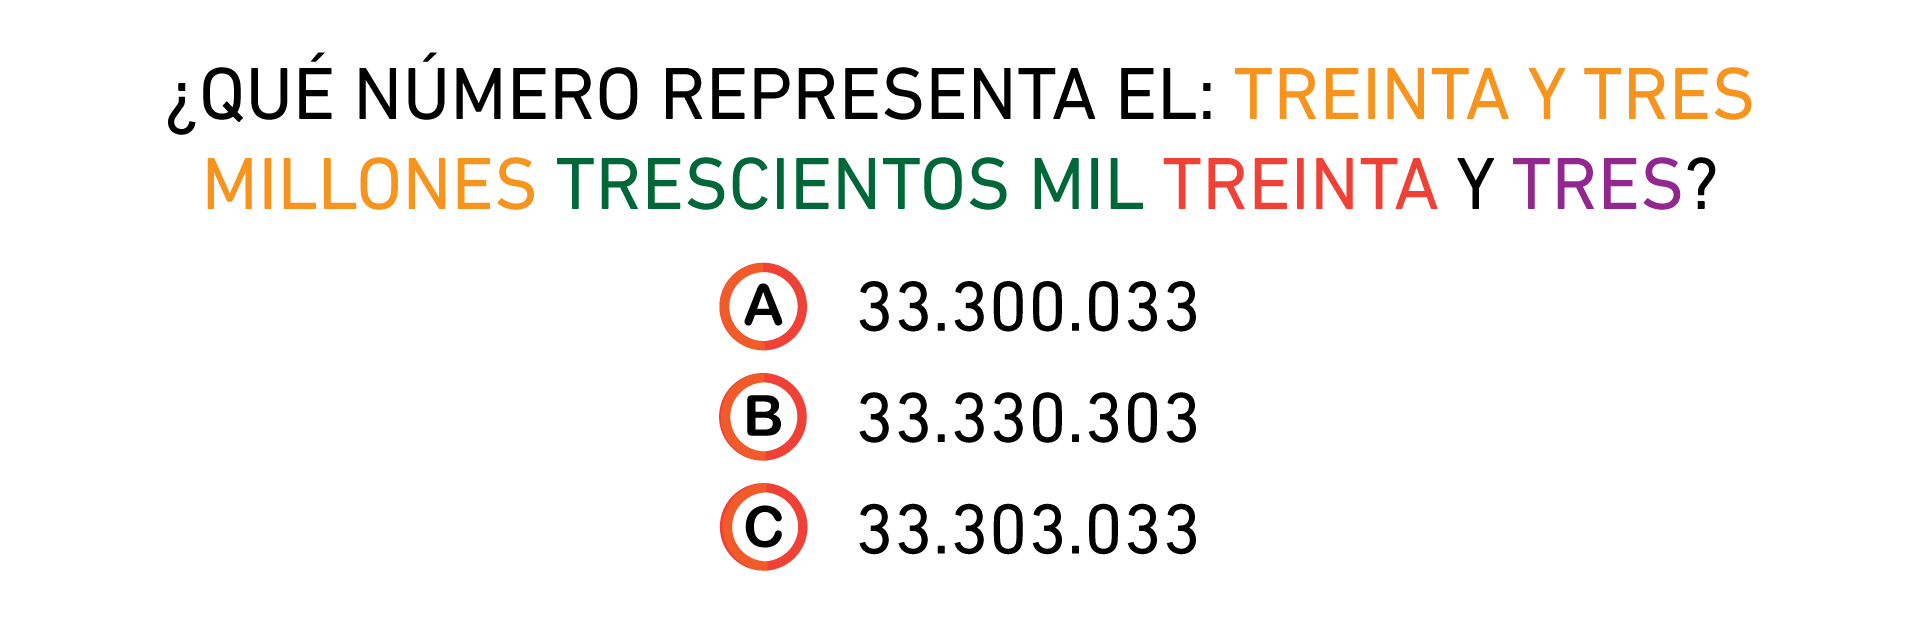 ¿QUÉ NÚMERO REPRESENTA EL: TREINTA Y TRES
MILLONES TRESCIENTOS MIL TREINTA Y TRES?
A 33.300.033
B 33.330.303
C 33.303.033